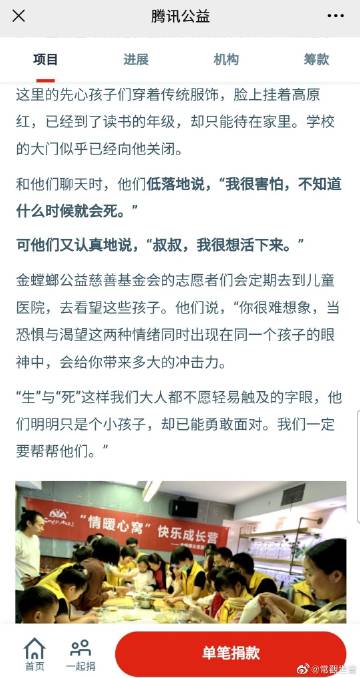 腾讯公益
项目 进展 机构 筹款
这里的先心孩子们穿着传统服饰，脸上挂着高原
红，已经到了读书的年级，却只能待在家里。学校
的大门似乎已经向他关闭。
和他们聊天时，他们低落地说，“我很害怕，不知道
什么时候就会死。”
可他们又认真地说，“叔叔，我很想活下来。”
金螳螂公益慈善基金会的志愿者们会定期去到儿童
医院，去看望这些孩子。他们说，“你很难想象，当
恐惧与渴望这两种情绪同时出现在同一个孩子的眼
神中，会给你带来多大的冲击力。
“生”与“死”这样我们大人都不愿轻易触及的字眼，他
们明明只是个小孩子，却已能勇敢面对。我们一定
要帮帮他们。”
“情暖心窝”快乐成长营
首页 一起捐 单笔捐款